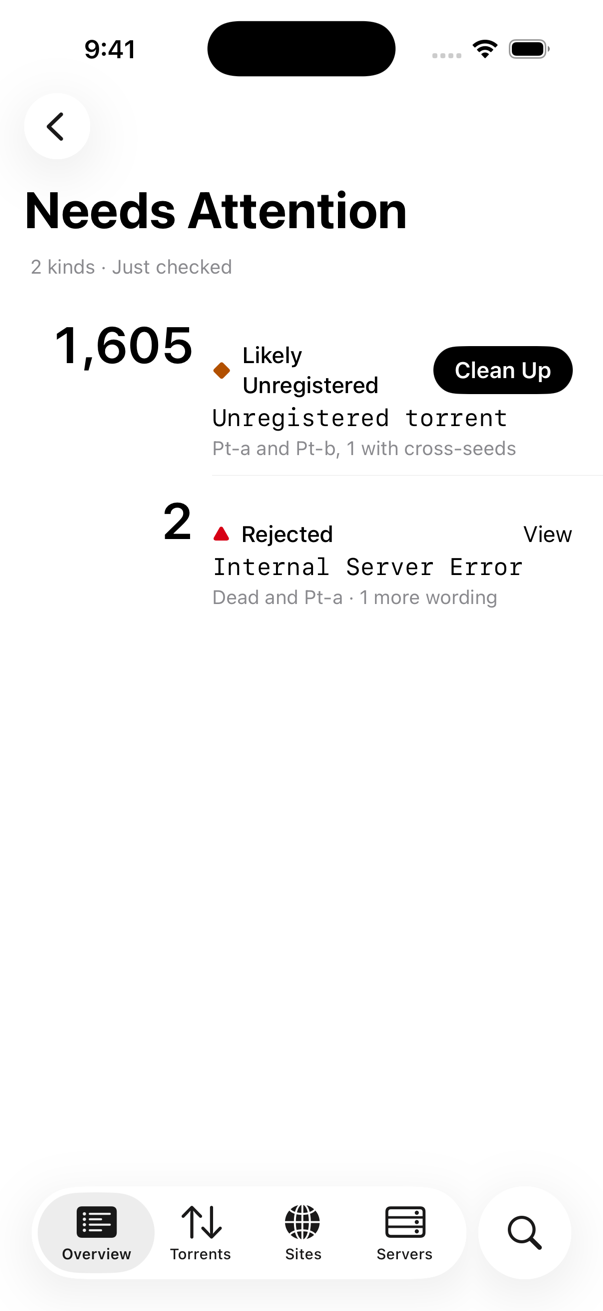 9:41
Needs Attention
2 kinds · Just checked
1,605
Likely
Unregistered
Clean Up
Unregistered torrent
Pt-a and Pt-b, 1 with cross-seeds
2
Rejected
View
Internal Server Error
Dead and Pt-a · 1 more wording
Overview
Torrents
Sites
Servers